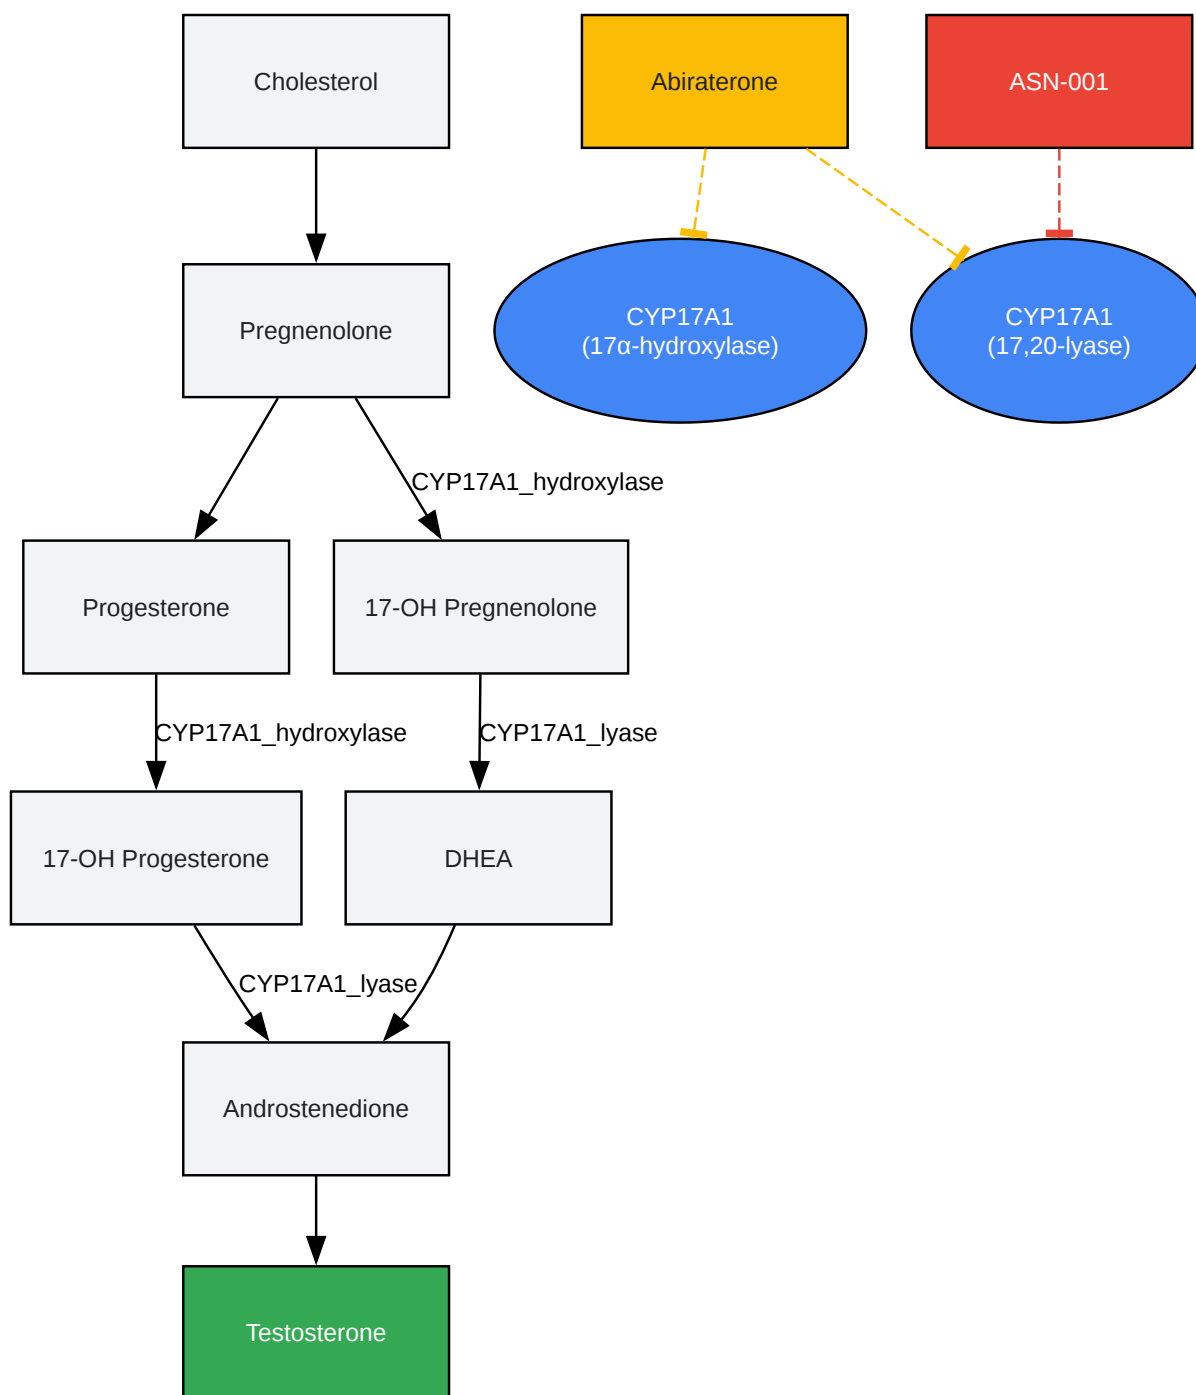 Cholesterol
Abiraterone
ASN-001
Pregnenolone
CYP17A1
(17α-hydroxylase)
CYP17A1
(17,20-lyase)
CYP17A1_hydroxylase
Progesterone
17-OH Pregnenolone
CYP17A1_hydroxylase
CYP17A1_lyase
17-OH Progesterone
DHEA
CYP17A1_lyase
Androstenedione
Testosterone